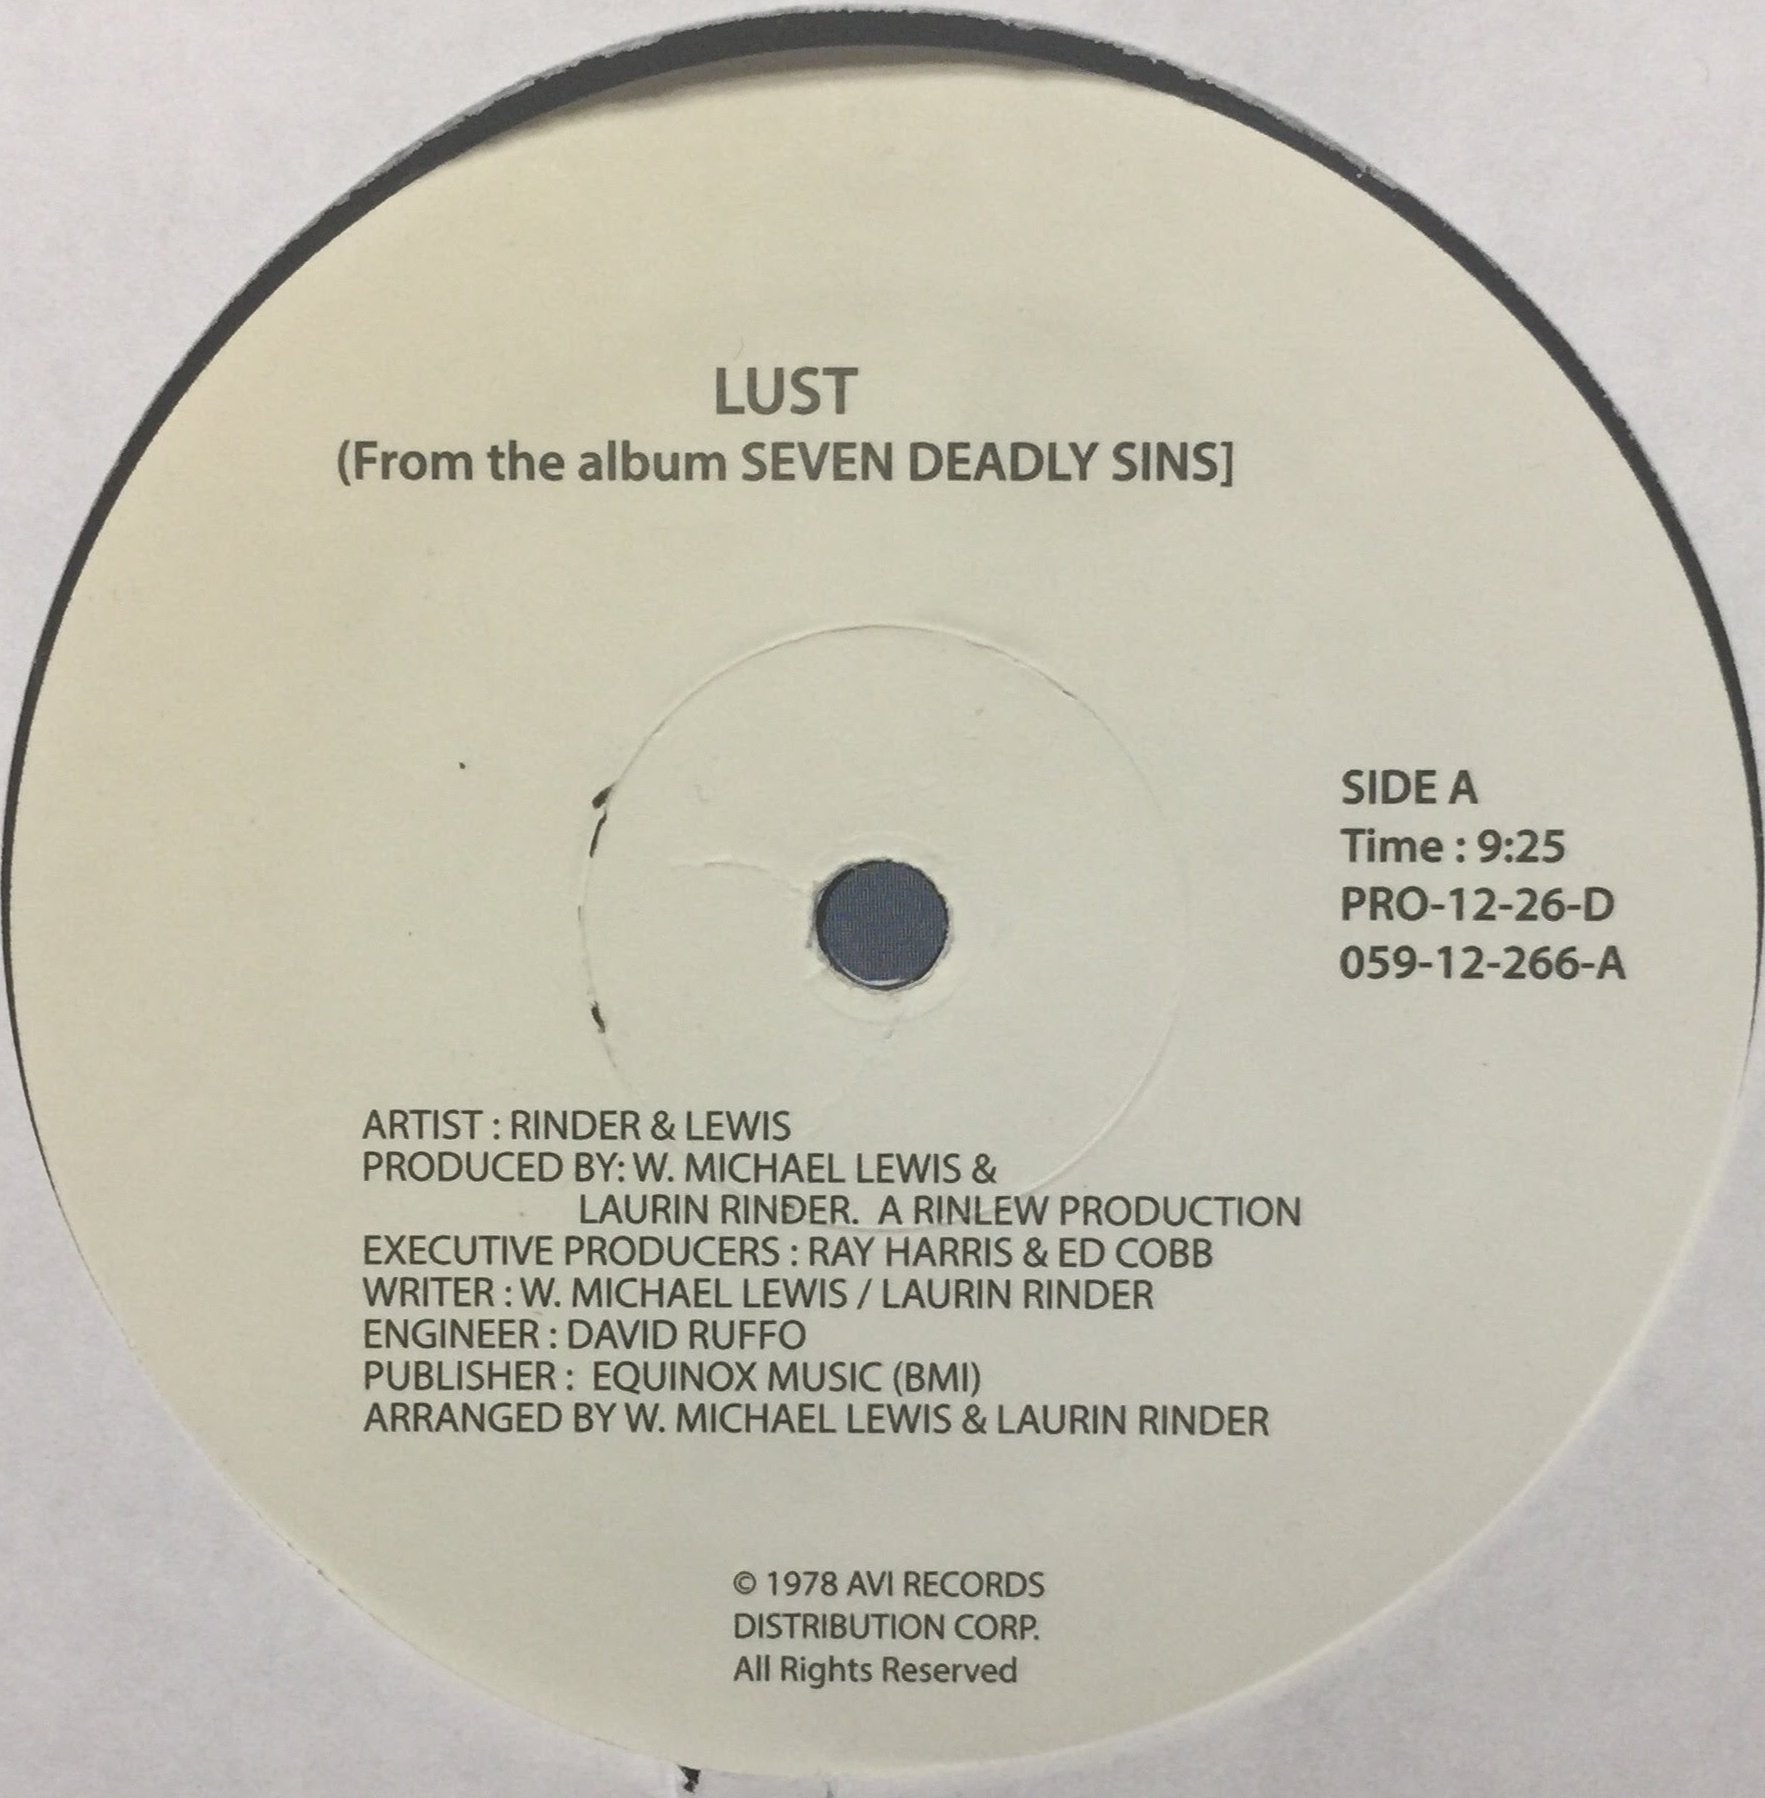 LUST
(From the album SEVEN DEADLY SINS]
SIDE A
Time : 9:25
PRO-12-26-D
059-12-266-A
ARTIST : RINDER & LEWIS
PRODUCED BY: W. MICHAEL LEWIS &
LAURIN RINDER. A RINLEW PRODUCTION
EXECUTIVE PRODUCERS : RAY HARRIS & ED COBB
WRITER : W. MICHAEL LEWIS / LAURIN RINDER
ENGINEER : DAVID RUFFO
PUBLISHER : EQUINOX MUSIC (BMI)
ARRANGED BY W. MICHAEL LEWIS & LAURIN RINDER
© 1978 AVI RECORDS
DISTRIBUTION CORP.
All Rights Reserved